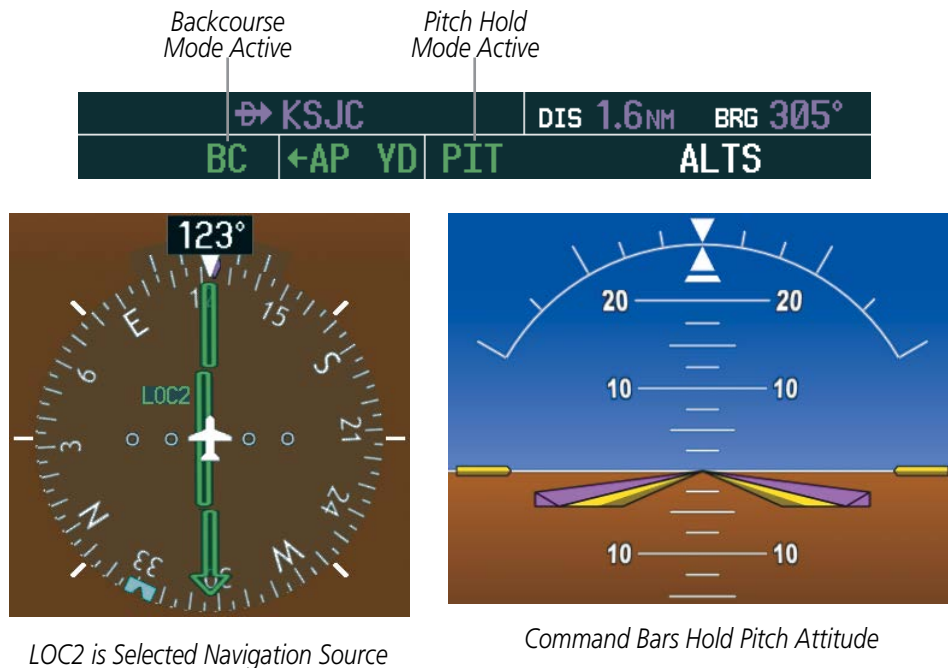 Backcourse
Mode Active
Pitch Hold
Mode Active
KSJC
DIS 1.6NM BRG 305°
BC ←AP YD PIT ALTS
123°
12
15
S
21
24
W
30
33
N
3
6
E
LOC2
20 20
10 10
10 10
LOC2 is Selected Navigation Source
Command Bars Hold Pitch Attitude